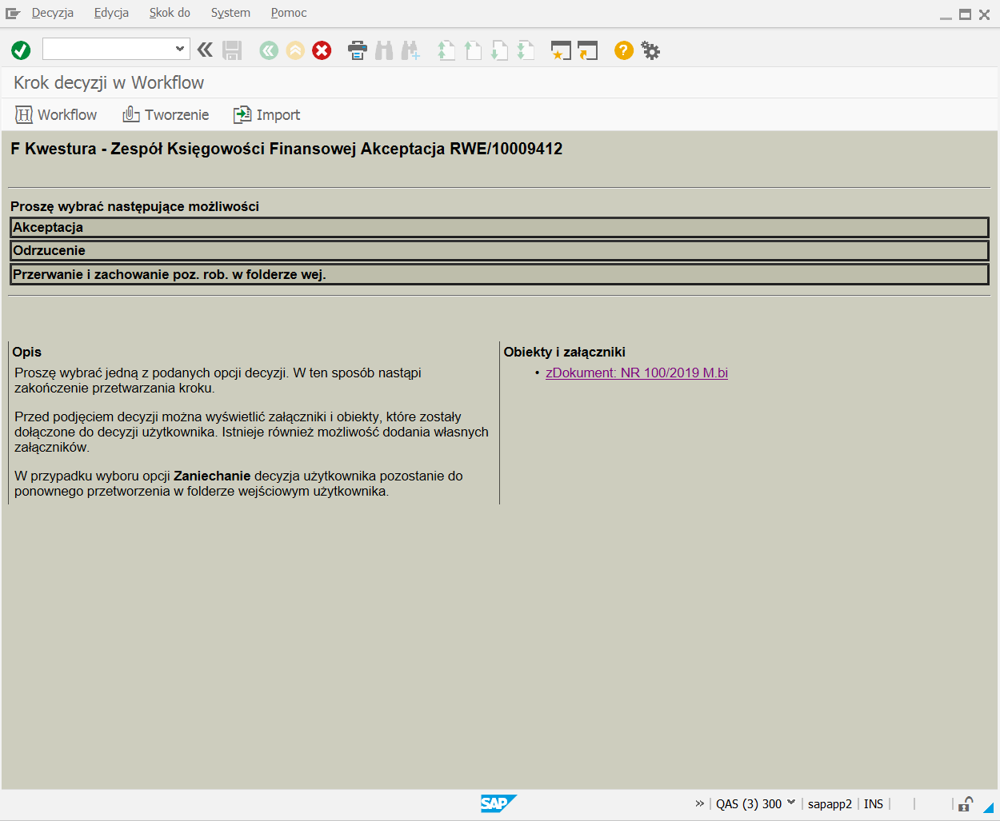 Decyzja Edycja Skok do System Pomoc
Krok decyzji w Workflow
Workflow Tworzenie Import
F Kwestura - Zespół Księgowości Finansowej Akceptacja RWE/10009412
Proszę wybrać następujące możliwości
Akceptacja
Odrzucenie
Przerwanie i zachowanie poz. rob. w folderze wej.
Opis
Proszę wybrać jedną z podanych opcji decyzji. W ten sposób nastąpi
zakończenie przetwarzania kroku.
Przed podjęciem decyzji można wyświetlić załączniki i obiekty, które zostały
dołączone do decyzji użytkownika. Istnieje również możliwość dodania własnych
załączników.
W przypadku wyboru opcji Zaniechanie decyzja użytkownika pozostanie do
ponownego przetworzenia w folderze wejściowym użytkownika.
Obiekty i załączniki
• zDokument: NR 100/2019 M.bi
SAP
QAS (3) 300 sapapp2 INS